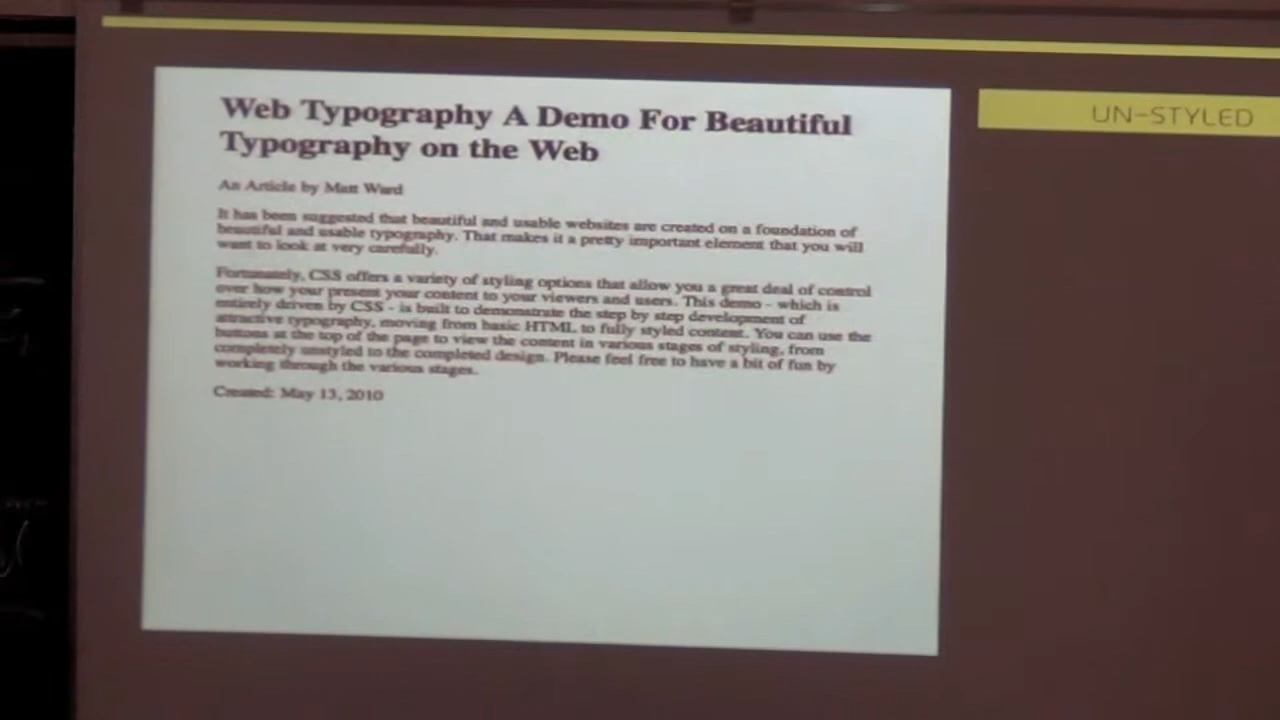 Web Typography A Demo For Beautiful
Typography on the Web
UN-STYLED
An Article by Matt Ward
It has been suggested that beautiful and usable websites are created on a foundation of
beautiful and usable typography. That makes it a pretty important element that you will
want to look at very carefully.
Fortunately, CSS offers a variety of styling options that allow you a great deal of control
over how your present your content to your viewers and users. This demo - which is
entirely driven by CSS - is built to demonstrate the step by step development of
attractive typography, moving from basic HTML to fully styled content. You can use the
buttons at the top of the page to view the content in various stages of styling, from
completely unstyled to the completed design. Please feel free to have a bit of fun by
working through the various stages.
Created: May 13, 2010